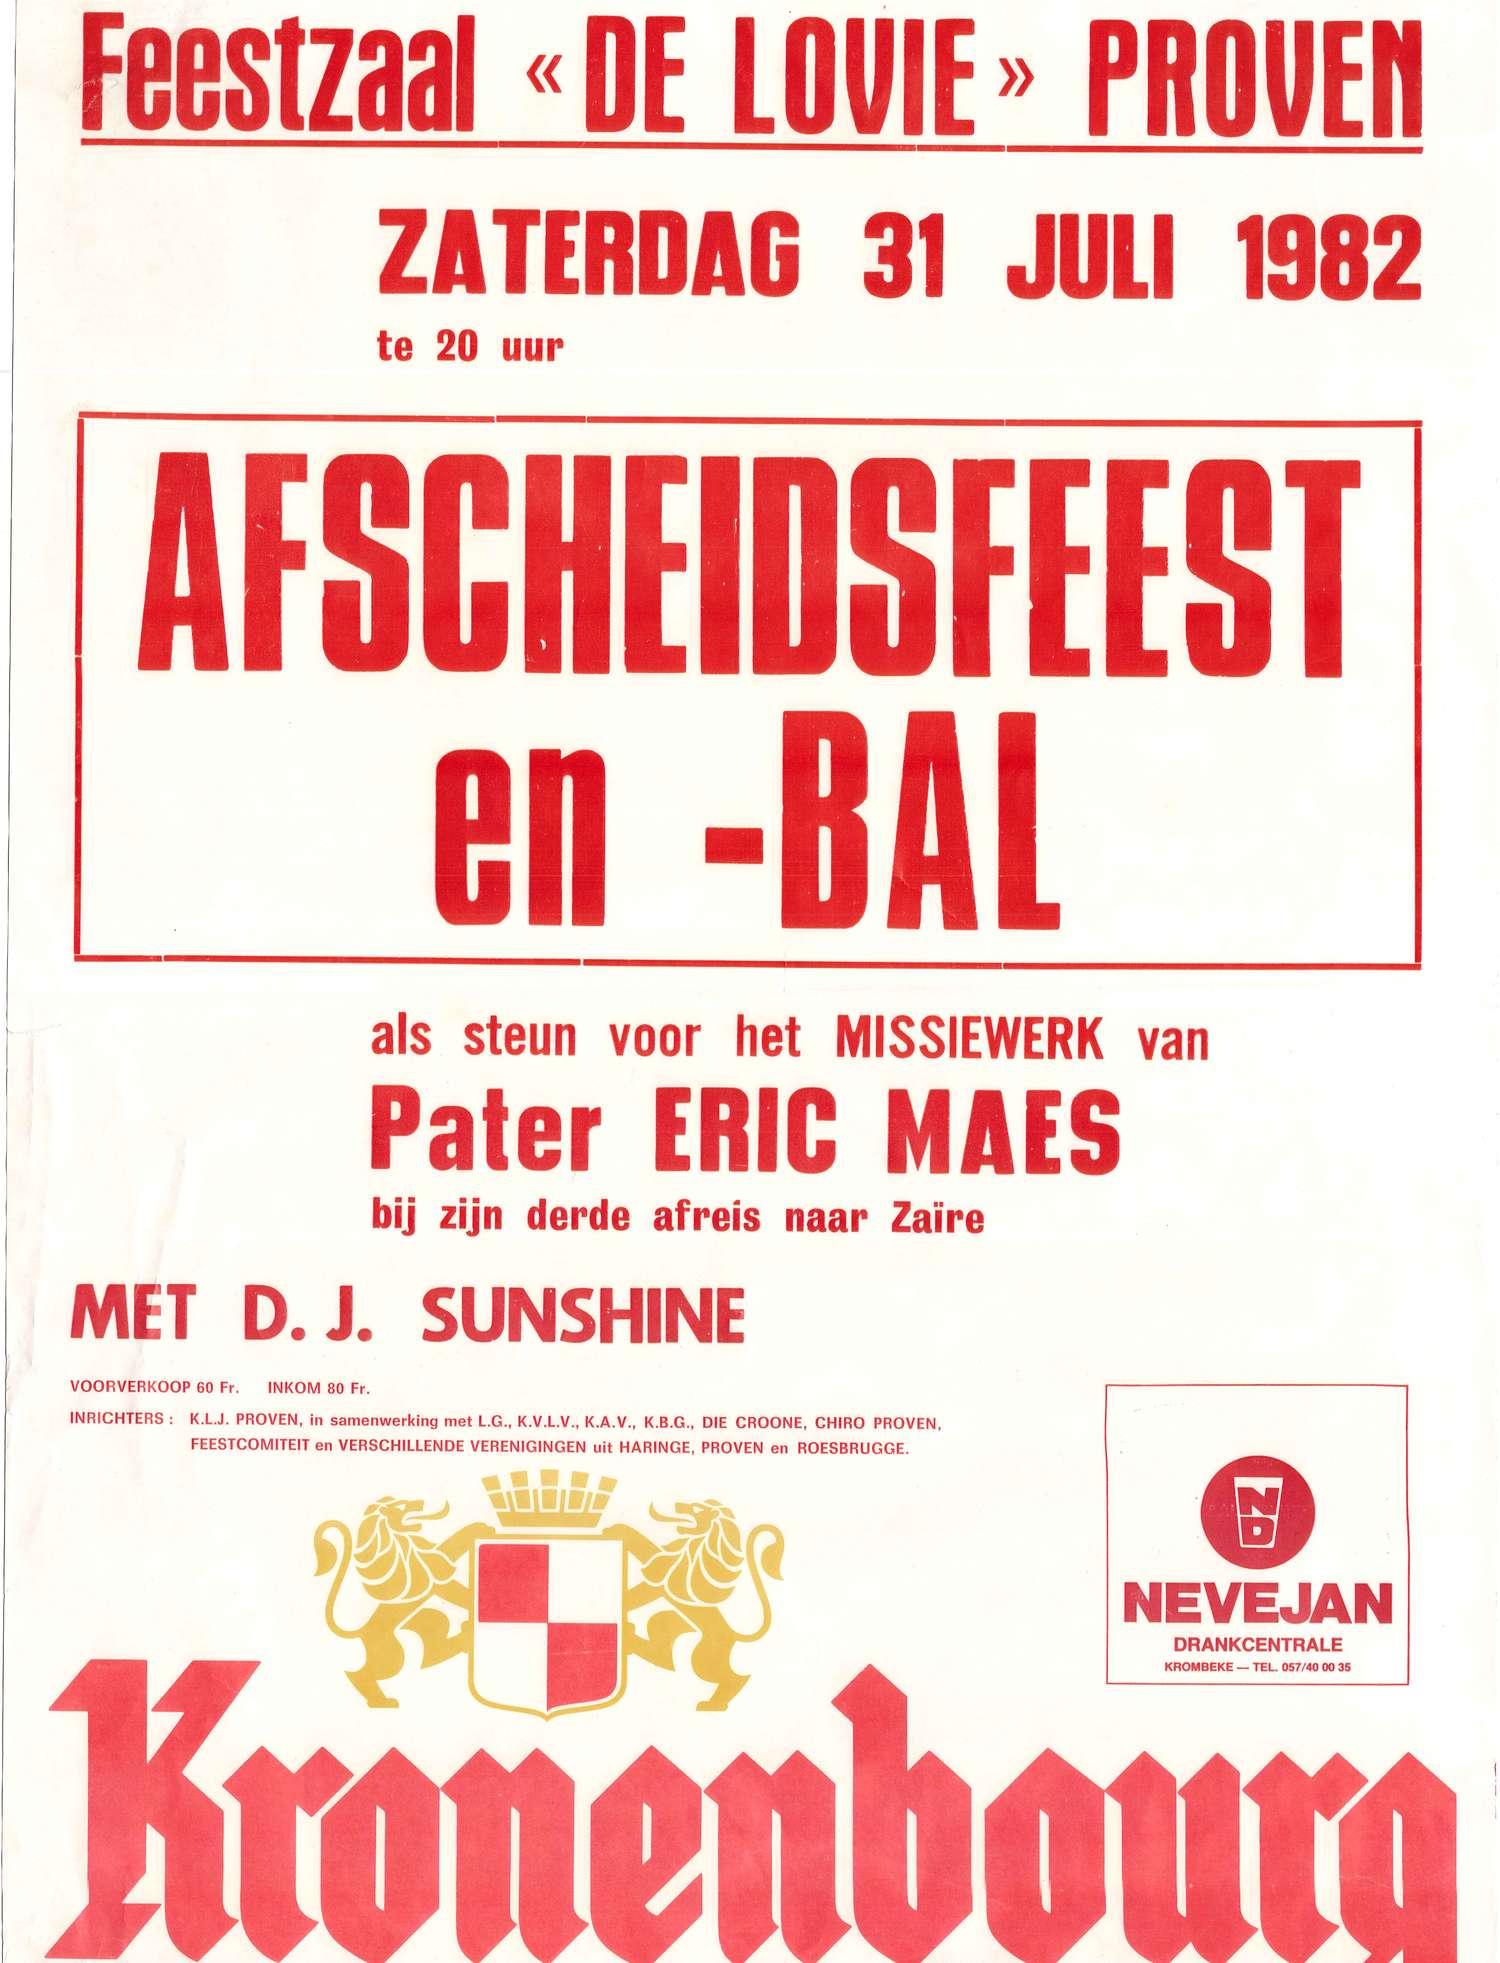 Feestzaal « DE LOVIE » PROVEN
ZATERDAG 31 JULI 1982
te 20 uur
AFSCHEIDSFEEST
en -BAL
als steun voor het MISSIEWERK van
Pater ERIC MAES
bij zijn derde afreis naar Zaïre
MET D. J. SUNSHINE
VOORVERKOOP 60 Fr. INKOM 80 Fr.
INRICHTERS : K.L.J. PROVEN, in samenwerking met L.G., K.V.L.V., K.A.V., K.B.G., DIE CROONE, CHIRO PROVEN,
FEESTCOMITEIT en VERSCHILLENDE VERENIGINGEN uit HARINGE, PROVEN en ROESBRUGGE.
ND
NEVEJAN
DRANKCENTRALE
KROMBEKE — TEL. 057/40 00 35
Kronenbourg